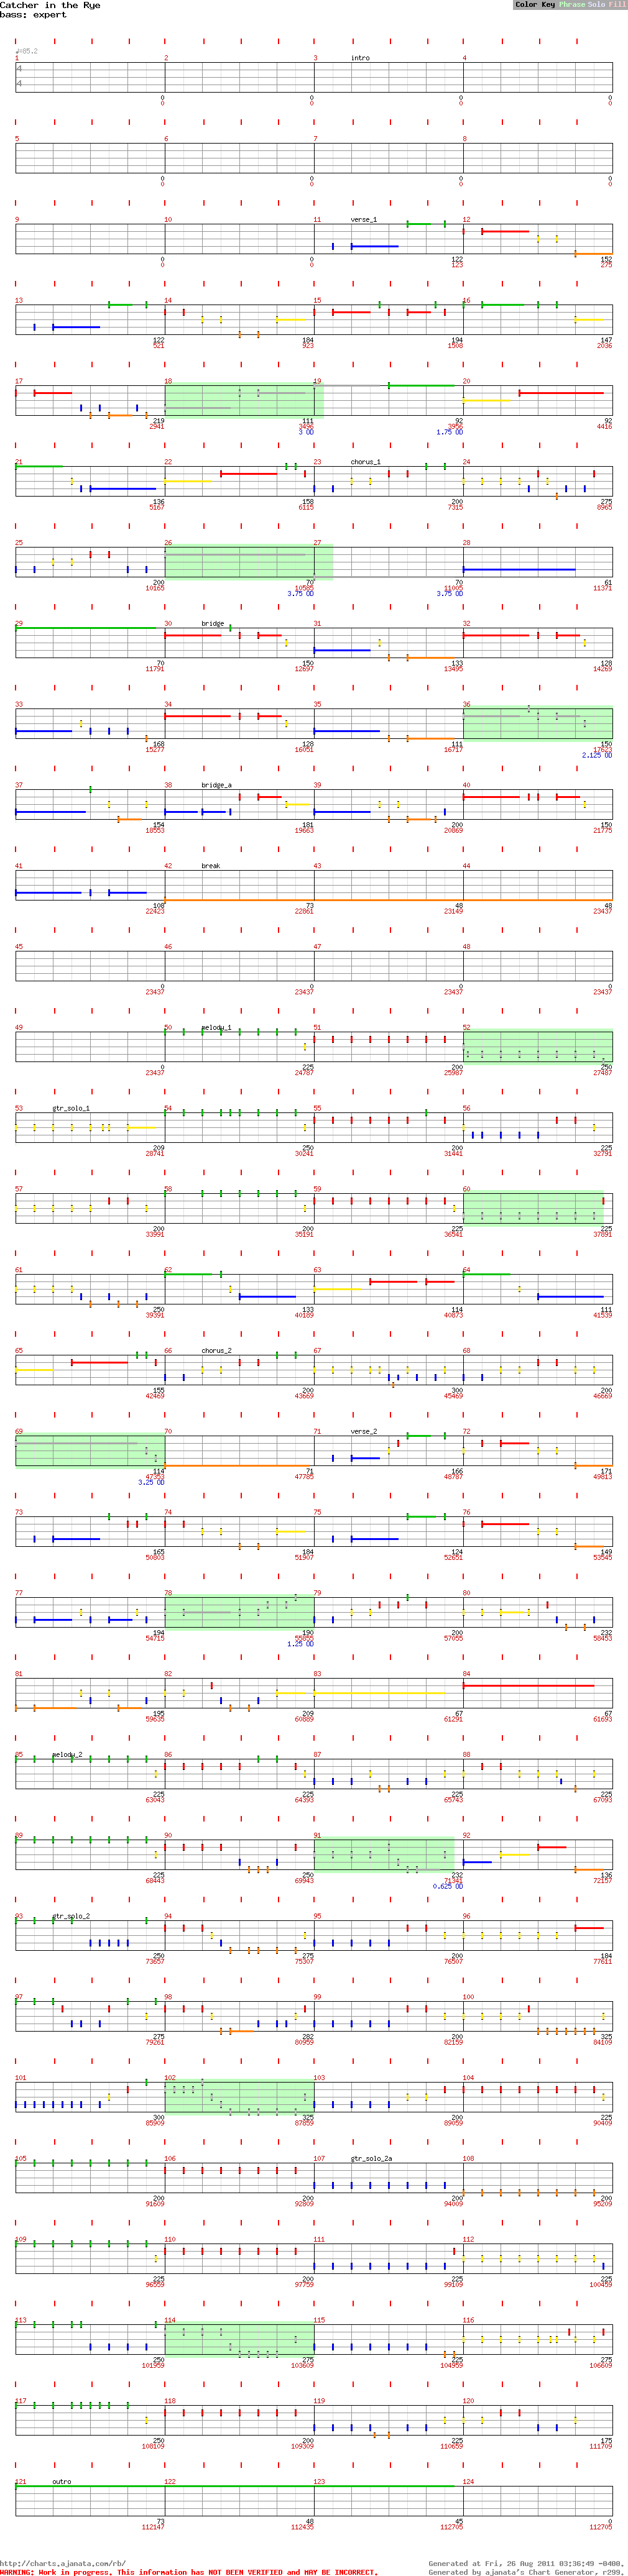 Catcher in the Rye
bass: expert
Color Key Phrase Solo Fill
♩=85.2
1 2 3 intro 4
4
4
0 0 0 0
0 0 0 0
5 6 7 8
0 0 0 0
0 0 0 0
9 10 11 verse_1 12
0 0 122 152
0 0 123 275
13 14 15 16
122 184 194 147
521 923 1508 2036
17 18 19 20
219 111 92 92
2941 3496 3956 4416
3 OD 1.75 OD
21 22 23 chorus_1 24
136 158 200 275
5167 6115 7315 8965
25 26 27 28
200 70 70 61
10165 10585 11005 11371
3.75 OD 3.75 OD
29 30 bridge 31 32
70 150 133 128
11791 12697 13495 14269
33 34 35 36
168 128 111 150
15277 16051 16717 17623
2.125 OD
37 38 bridge_a 39 40
154 181 200 150
18553 19663 20869 21775
41 42 break 43 44
108 73 48 48
22423 22861 23149 23437
45 46 47 48
0 0 0 0
23437 23437 23437 23437
49 50 melody_1 51 52
0 225 200 250
23437 24787 25987 27487
53 gtr_solo_1 54 55 56
209 250 200 225
28741 30241 31441 32791
57 58 59 60
200 200 225 225
33991 35191 36541 37891
61 62 63 64
250 133 114 111
39391 40189 40873 41539
65 66 chorus_2 67 68
155 200 300 200
42469 43669 45469 46669
69 70 71 verse_2 72
114 71 166 171
47353 47785 48787 49813
3.25 OD
73 74 75 76
165 184 124 149
50803 51907 52651 53545
77 78 79 80
194 190 200 232
54715 55855 57055 58453
1.25 OD
81 82 83 84
195 209 67 67
59635 60889 61291 61693
85 melody_2 86 87 88
225 225 225 225
63043 64393 65743 67093
89 90 91 92
225 250 232 136
68443 69943 71341 72157
0.625 OD
93 gtr_solo_2 94 95 96
250 275 200 184
73657 75307 76507 77611
97 98 99 100
275 282 200 325
79261 80959 82159 84109
101 102 103 104
300 325 200 225
85909 87859 89059 90409
105 106 107 gtr_solo_2a 108
200 200 200 200
91609 92809 94009 95209
109 110 111 112
225 200 225 225
96559 97759 99109 100459
113 114 115 116
250 275 225 275
101959 103609 104959 106609
117 118 119 120
250 200 225 175
108109 109309 110659 111709
121 outro 122 123 124
73 48 45 0
112147 112435 112705 112705
http://charts.ajanata.com/rb/
Generated at Fri, 26 Aug 2011 03:36:49 -0400.
WARNING: Work in progress. This information has NOT BEEN VERIFIED and MAY BE INCORRECT.
Generated by ajanata's Chart Generator, r299.